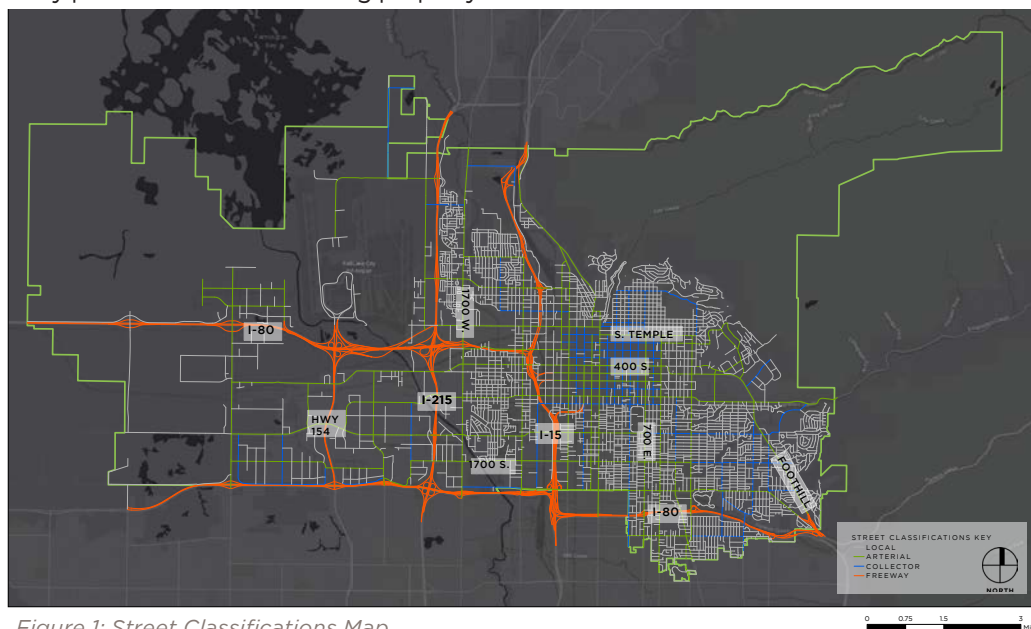 I-80
1700 W.
S. TEMPLE
400 S.
I-215
HWY
154
I-15
700 E.
1700 S.
FOOTHILL
I-80
STREET CLASSIFICATIONS KEY
LOCAL
ARTERIAL
COLLECTOR
FREEWAY
NORTH
0 0.75 1.5 3
Figure 1: Street Classifications Map